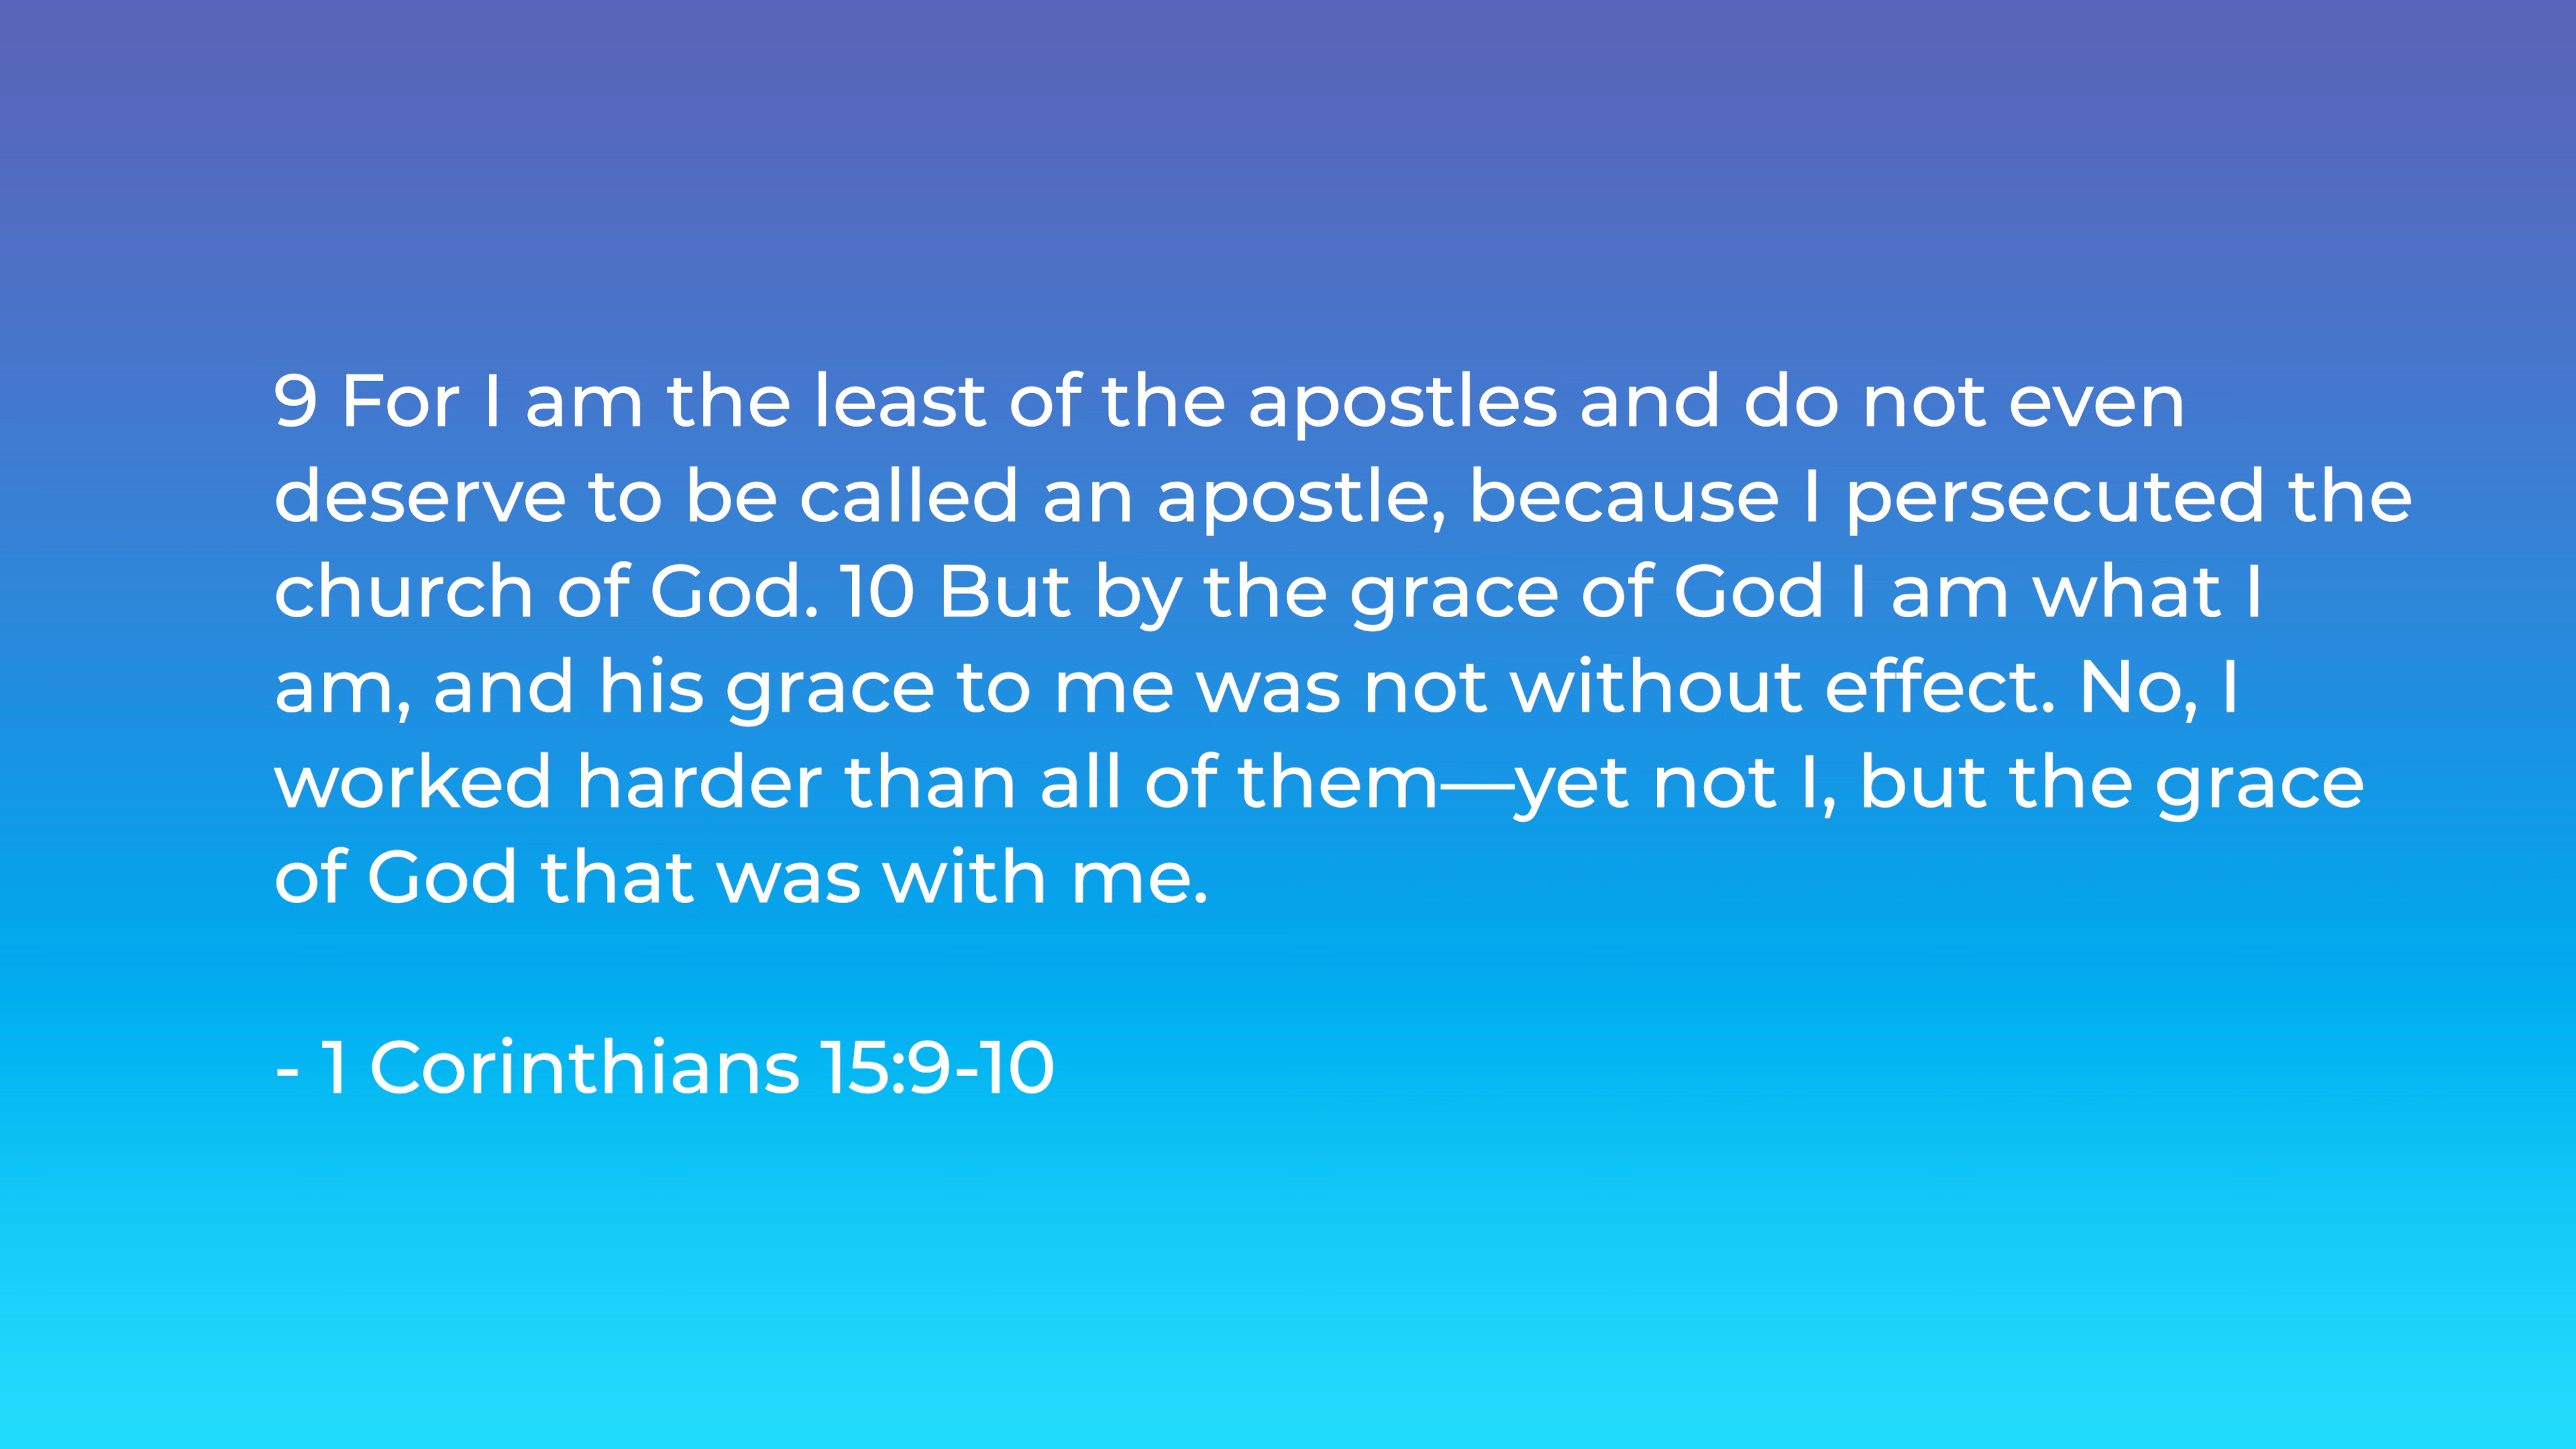 9 For I am the least of the apostles and do not even
deserve to be called an apostle, because I persecuted the
church of God. 10 But by the grace of God I am what I
am, and his grace to me was not without effect. No, I
worked harder than all of them—yet not I, but the grace
of God that was with me.
- 1 Corinthians 15:9-10